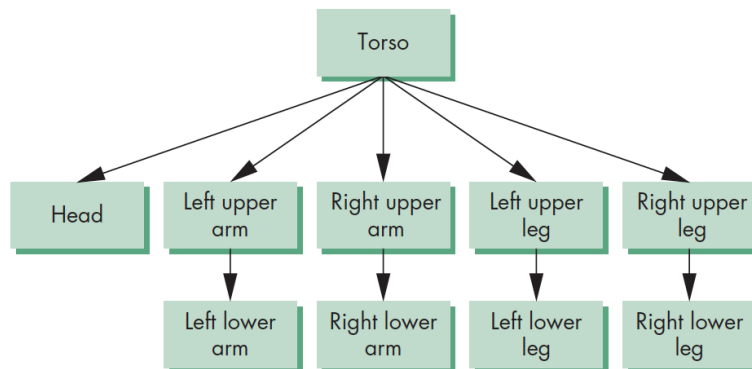 Torso
Head
Left upper
arm
Right upper
arm
Left upper
leg
Right upper
leg
Left lower
arm
Right lower
arm
Left lower
leg
Right lower
leg